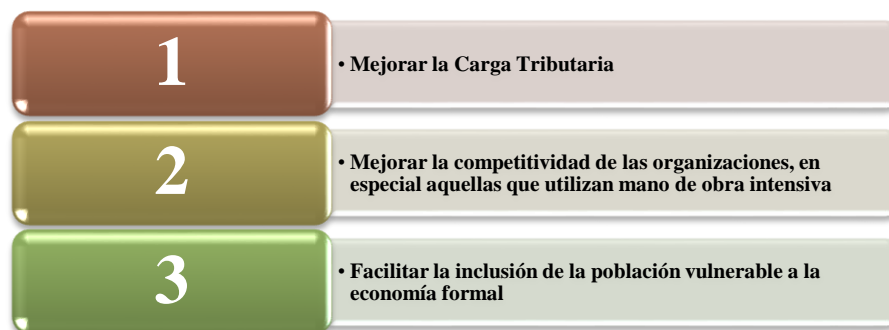 1
• Mejorar la Carga Tributaria
2
• Mejorar la competitividad de las organizaciones, en
especial aquellas que utilizan mano de obra intensiva
3
• Facilitar la inclusión de la población vulnerable a la
economía formal